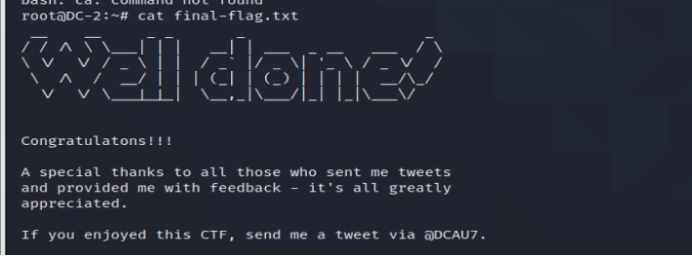 bash: ca: command not found
root@DC-2:~# cat final-flag.txt
Well done!
Congratulatons!!!
A special thanks to all those who sent me tweets
and provided me with feedback - it's all greatly
appreciated.
If you enjoyed this CTF, send me a tweet via @DCAU7.